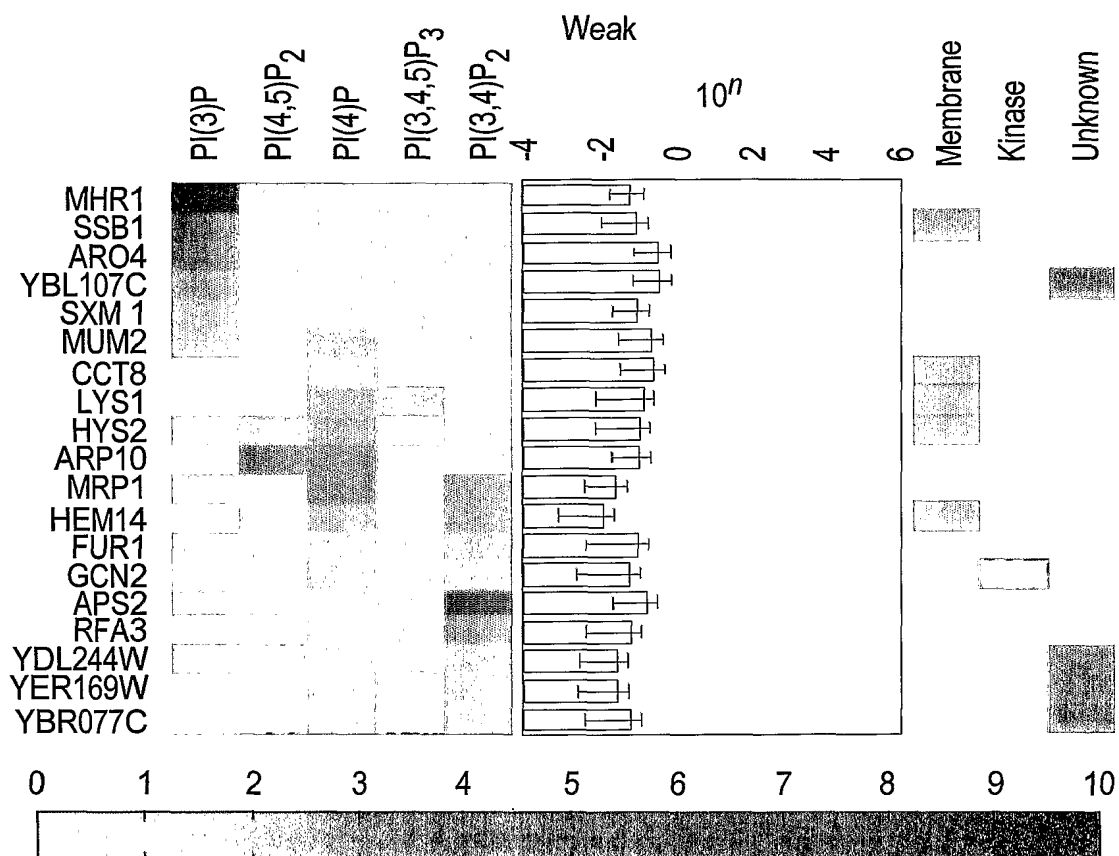 Weak
PI(3)P
PI(4,5)P2
PI(4)P
PI(3,4,5)P3
PI(3,4)P2
10n
-4
-2
0
2
4
6
Membrane
Kinase
Unknown
MHR1
SSB1
ARO4
YBL107C
SXM 1
MUM2
CCT8
LYS1
HYS2
ARP10
MRP1
HEM14
FUR1
GCN2
APS2
RFA3
YDL244W
YER169W
YBR077C
0 1 2 3 4 5 6 7 8 9 10